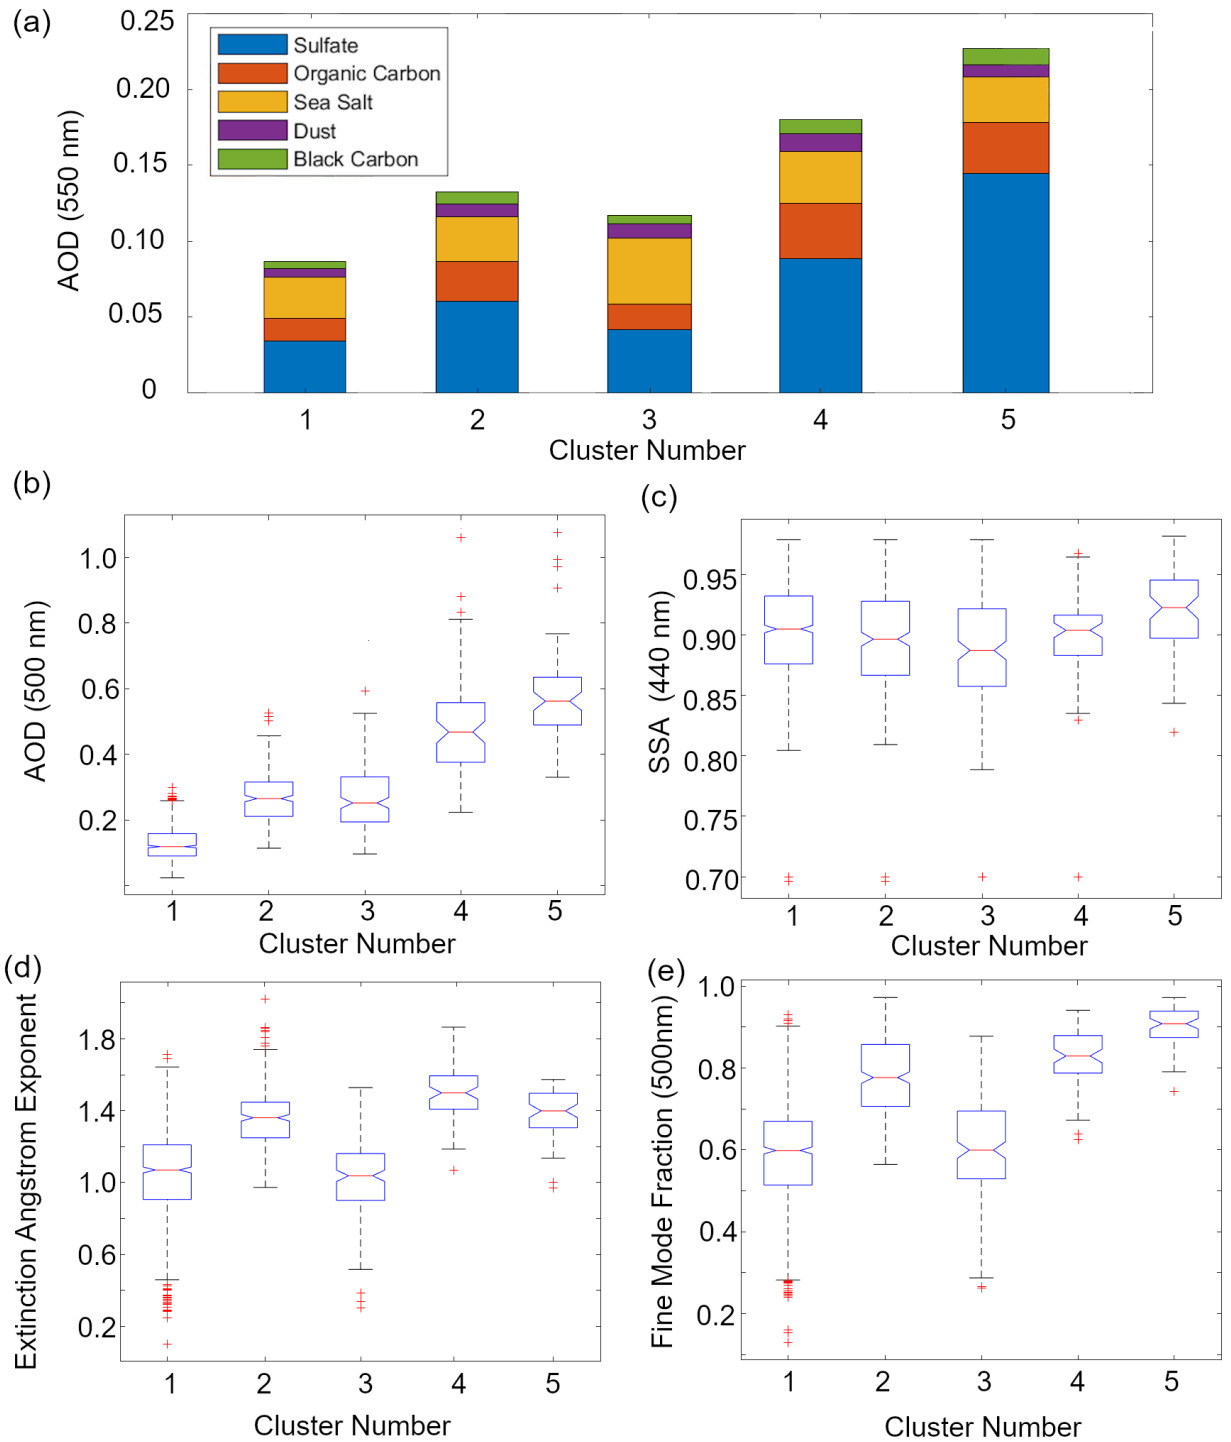 (a)
0.25
0.20
0.15
0.10
0.05
0
AOD (550 nm)
Sulfate
Organic Carbon
Sea Salt
Dust
Black Carbon
1 2 3 4 5
Cluster Number
(b)
1.0
0.8
0.6
0.4
0.2
AOD (500 nm)
1 2 3 4 5
Cluster Number
(c)
0.95
0.90
0.85
0.80
0.75
0.70
SSA (440 nm)
1 2 3 4 5
Cluster Number
(d)
1.8
1.4
1.0
0.6
0.2
Extinction Angstrom Exponent
1 2 3 4 5
Cluster Number
(e)
1.0
0.8
0.6
0.4
0.2
Fine Mode Fraction (500nm)
1 2 3 4 5
Cluster Number